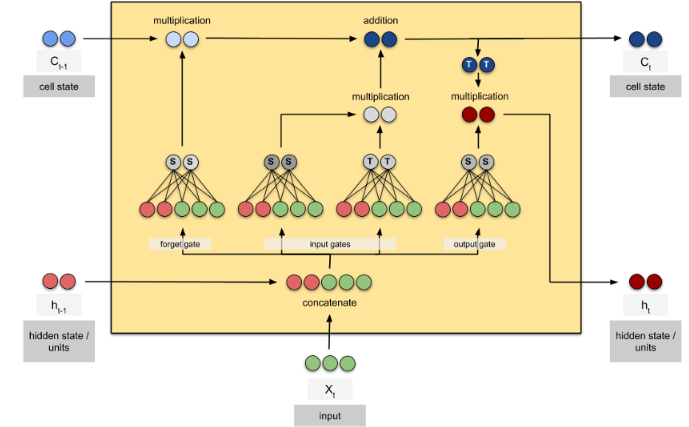 multiplication
addition
C t-1
cell state
C t
cell state
T T
multiplication
multiplication
S S
S S
T T
S S
forget gate
input gates
output gate
h t-1
hidden state /
units
concatenate
h t
hidden state /
units
X t
input